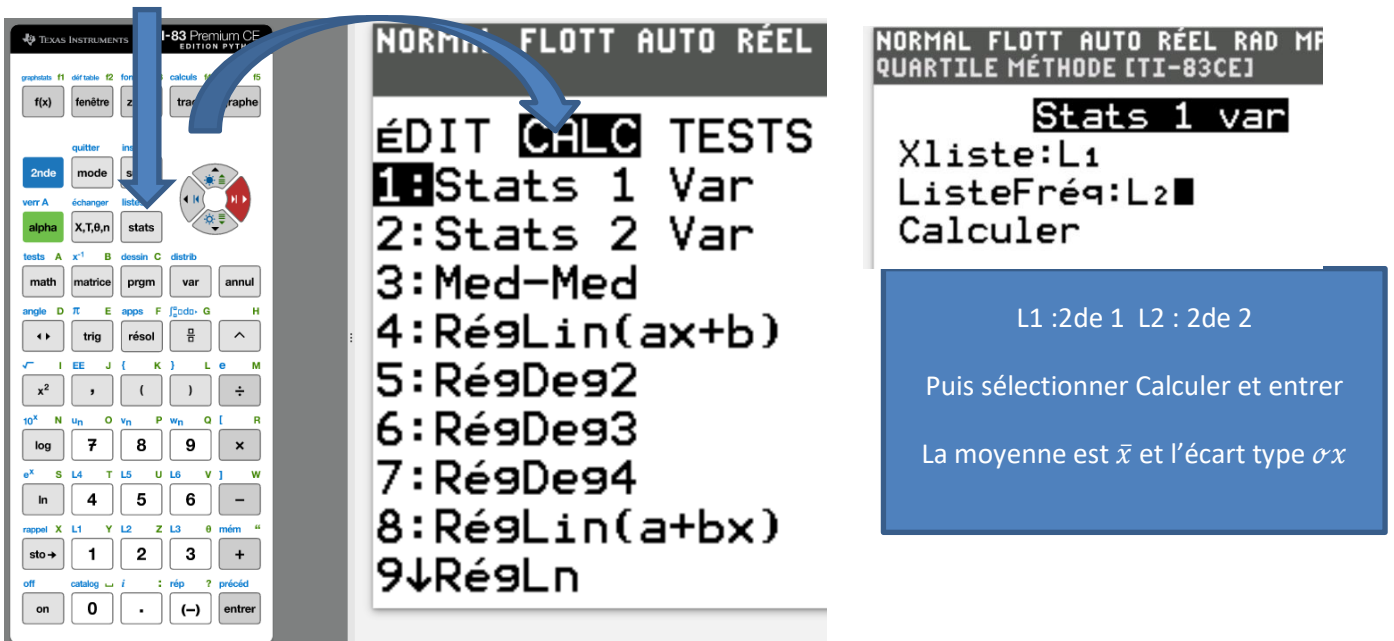 TEXAS INSTRUMENTS I-83 Premium CE
EDITION PYTH
graphstats f1 déf table f2 fon calculs f5
f(x) fenêtre trac graphe
quitter
2nde mode
verr A échanger listes
alpha X,T,θ,n stats
tests A x⁻¹ B dessin C distrib
math matrice prgm var annul
angle D π E apps F G H
◂▸ trig résol ^
√ I EE J { K } L e M
x² , ( ) ÷
10ˣ N uₙ O vₙ P wₙ Q [ R
log 7 8 9 ×
eˣ S L4 T L5 U L6 V ] W
ln 4 5 6 −
rappel X L1 Y L2 Z L3 θ mém "
sto→ 1 2 3 +
off catalog i : rép ? précéd
on 0 . (−) entrer
NORMAL FLOTT AUTO RÉEL
éDIT CALC TESTS
1:Stats 1 Var
2:Stats 2 Var
3:Med-Med
4:RégLin(ax+b)
5:RégDeg2
6:RégDeg3
7:RégDeg4
8:RégLin(a+bx)
9↓RégLn
NORMAL FLOTT AUTO RÉEL RAD MP
QUARTILE MÉTHODE [TI-83CE]
Stats 1 var
Xliste:L₁
ListeFréq:L₂
Calculer
L1 :2de 1 L2 : 2de 2
Puis sélectionner Calculer et entrer
La moyenne est x̄ et l'écart type σx